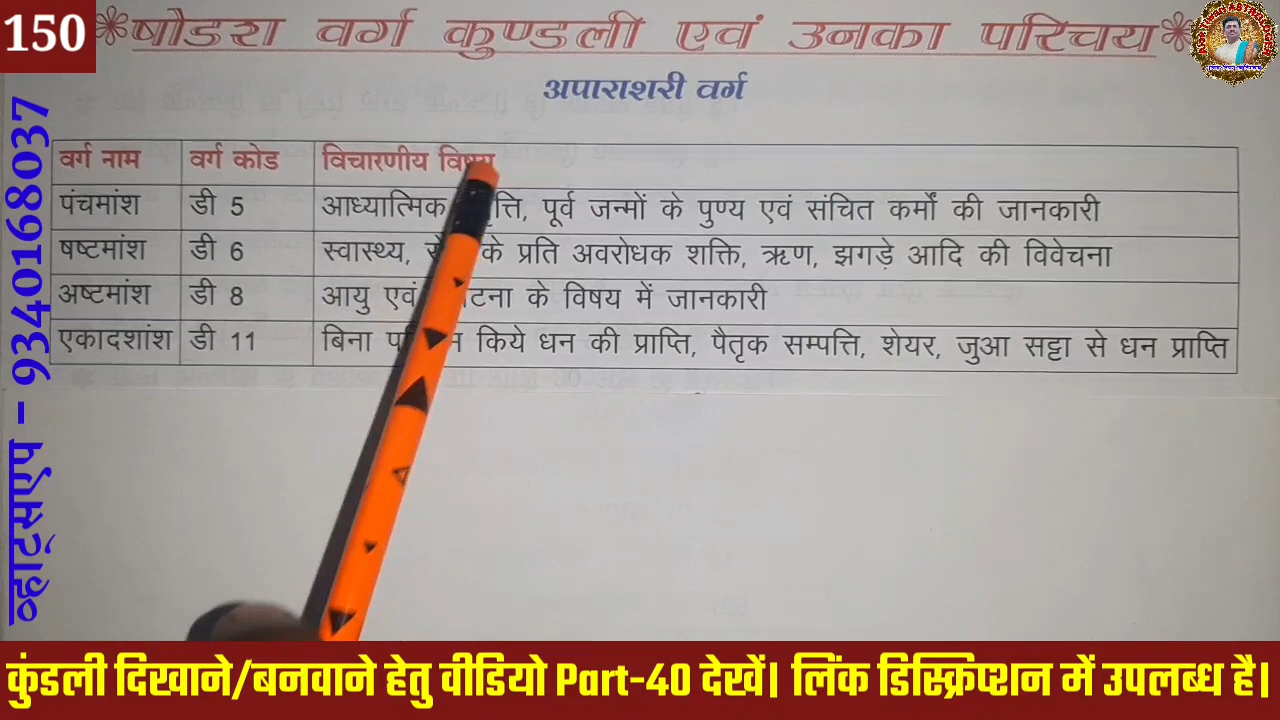 150
षोडश वर्ग कुण्डली एवं उनका परिचय
अपाराशरी वर्ग
वर्ग नाम वर्ग कोड विचारणीय विषय
पंचमांश डी 5 आध्यात्मिक पूर्व जन्मों के पुण्य एवं संचित कर्मों की जानकारी
षष्टमांश डी 6 स्वास्थ्य, के प्रति अवरोधक शक्ति, ऋण, झगड़े आदि की विवेचना
अष्टमांश डी 8 आयु एवं के विषय में जानकारी
एकादशांश डी 11 बिना किये धन की प्राप्ति, पैतृक सम्पत्ति, शेयर, जुआ सट्टा से धन प्राप्ति
व्हाट्सएप - 9340168037
कुंडली दिखाने/बनवाने हेतु वीडियो Part-40 देखें। लिंक डिस्क्रिप्शन में उपलब्ध है।